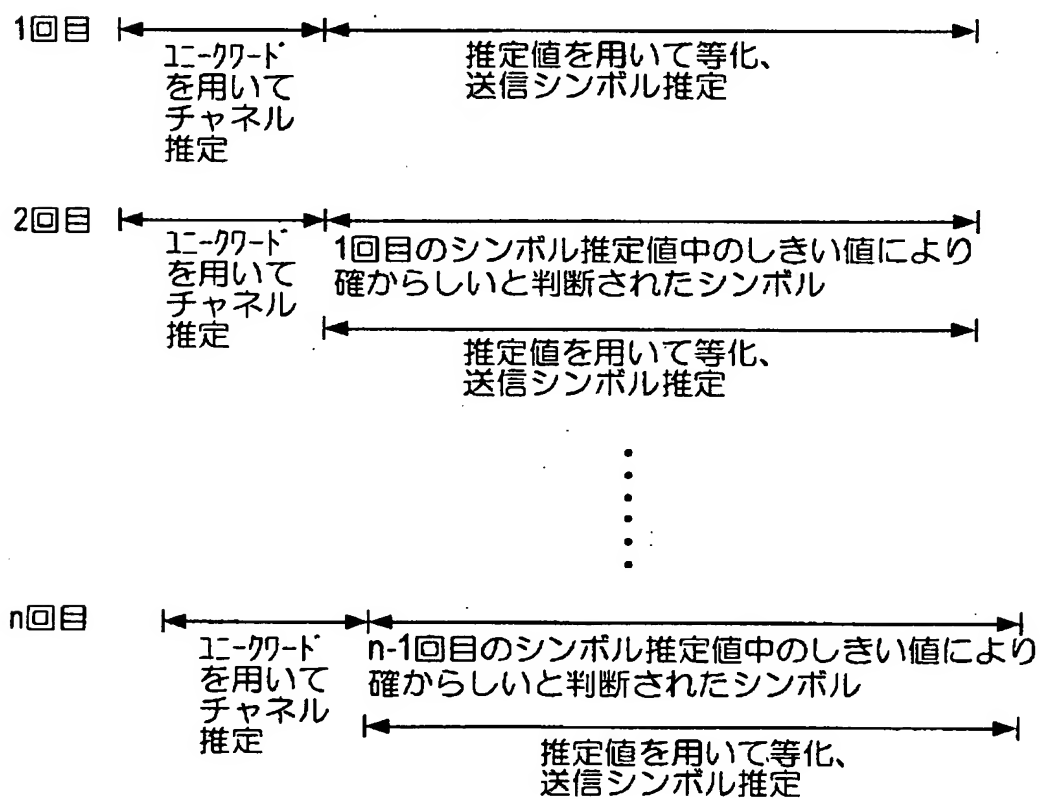 1回目
ﾕﾆｰｸﾜｰﾄﾞ
を用いて
チャネル
推定
推定値を用いて等化、
送信シンボル推定
2回目
ﾕﾆｰｸﾜｰﾄﾞ
を用いて
チャネル
推定
1回目のシンボル推定値中のしきい値により
確からしいと判断されたシンボル
推定値を用いて等化、
送信シンボル推定
n回目
ﾕﾆｰｸﾜｰﾄﾞ
を用いて
チャネル
推定
n-1回目のシンボル推定値中のしきい値により
確からしいと判断されたシンボル
推定値を用いて等化、
送信シンボル推定